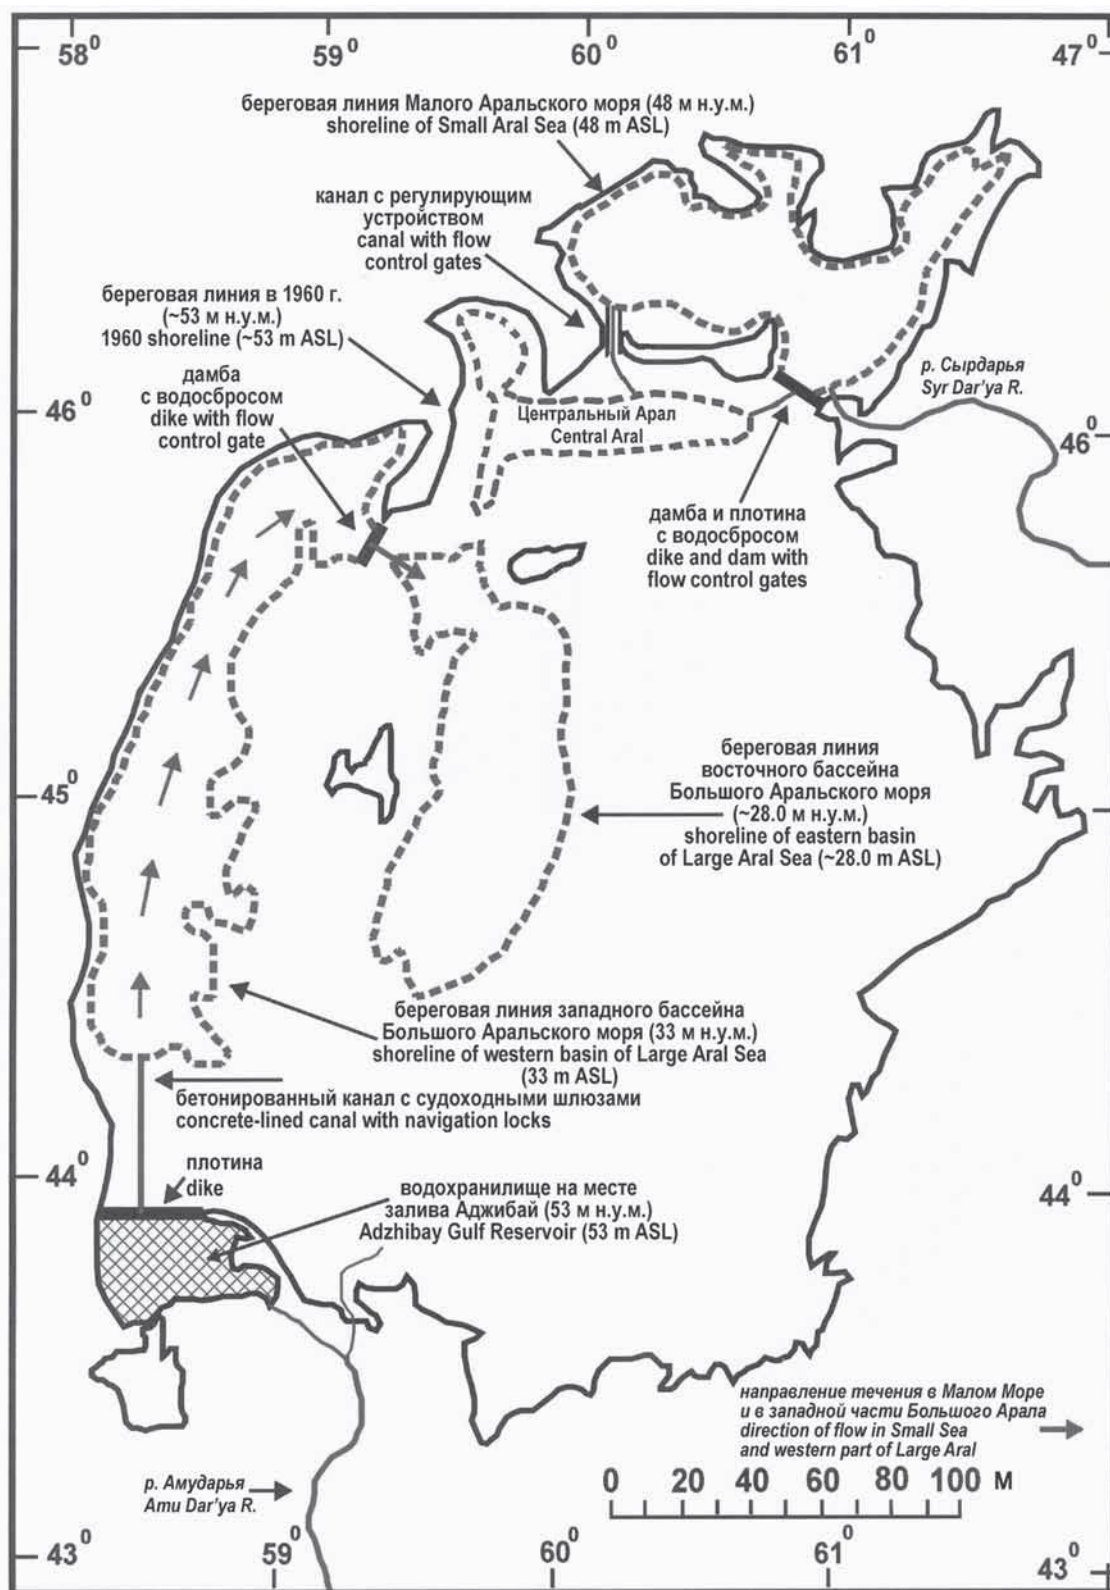 58⁰
59⁰
60⁰
61⁰
47⁰
береговая линия Малого Аральского моря (48 м н.у.м.)
shoreline of Small Aral Sea (48 m ASL)
канал с регулирующим
устройством
canal with flow
control gates
береговая линия в 1960 г.
(~53 м н.у.м.)
1960 shoreline (~53 m ASL)
дамба
с водосбросом
dike with flow
control gate
р. Сырдарья
Syr Dar'ya R.
46⁰
Центральный Арал
Central Aral
46⁰
дамба и плотина
с водосбросом
dike and dam with
flow control gates
45⁰
береговая линия
восточного бассейна
Большого Аральского моря
(~28.0 м н.у.м.)
shoreline of eastern basin
of Large Aral Sea (~28.0 m ASL)
береговая линия западного бассейна
Большого Аральского моря (33 м н.у.м.)
shoreline of western basin of Large Aral Sea
(33 m ASL)
бетонированный канал с судоходными шлюзами
concrete-lined canal with navigation locks
44⁰
плотина
dike
44⁰
водохранилище на месте
залива Аджибай (53 м н.у.м.)
Adzhibay Gulf Reservoir (53 m ASL)
направление течения в Малом Море
и в западной части Большого Арала
direction of flow in Small Sea
and western part of Large Aral
р. Амударья
Amu Dar'ya R.
0 20 40 60 80 100 м
43⁰
59⁰
60⁰
61⁰
43⁰